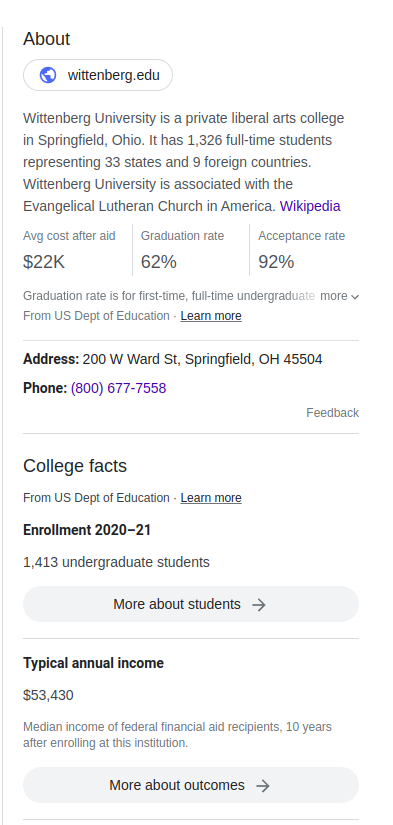 About
wittenberg.edu
Wittenberg University is a private liberal arts college
in Springfield, Ohio. It has 1,326 full-time students
representing 33 states and 9 foreign countries.
Wittenberg University is associated with the
Evangelical Lutheran Church in America. Wikipedia
Avg cost after aid Graduation rate Acceptance rate
$22K 62% 92%
Graduation rate is for first-time, full-time undergraduate more
From US Dept of Education · Learn more
Address: 200 W Ward St, Springfield, OH 45504
Phone: (800) 677-7558
Feedback
College facts
From US Dept of Education · Learn more
Enrollment 2020–21
1,413 undergraduate students
More about students
Typical annual income
$53,430
Median income of federal financial aid recipients, 10 years
after enrolling at this institution.
More about outcomes